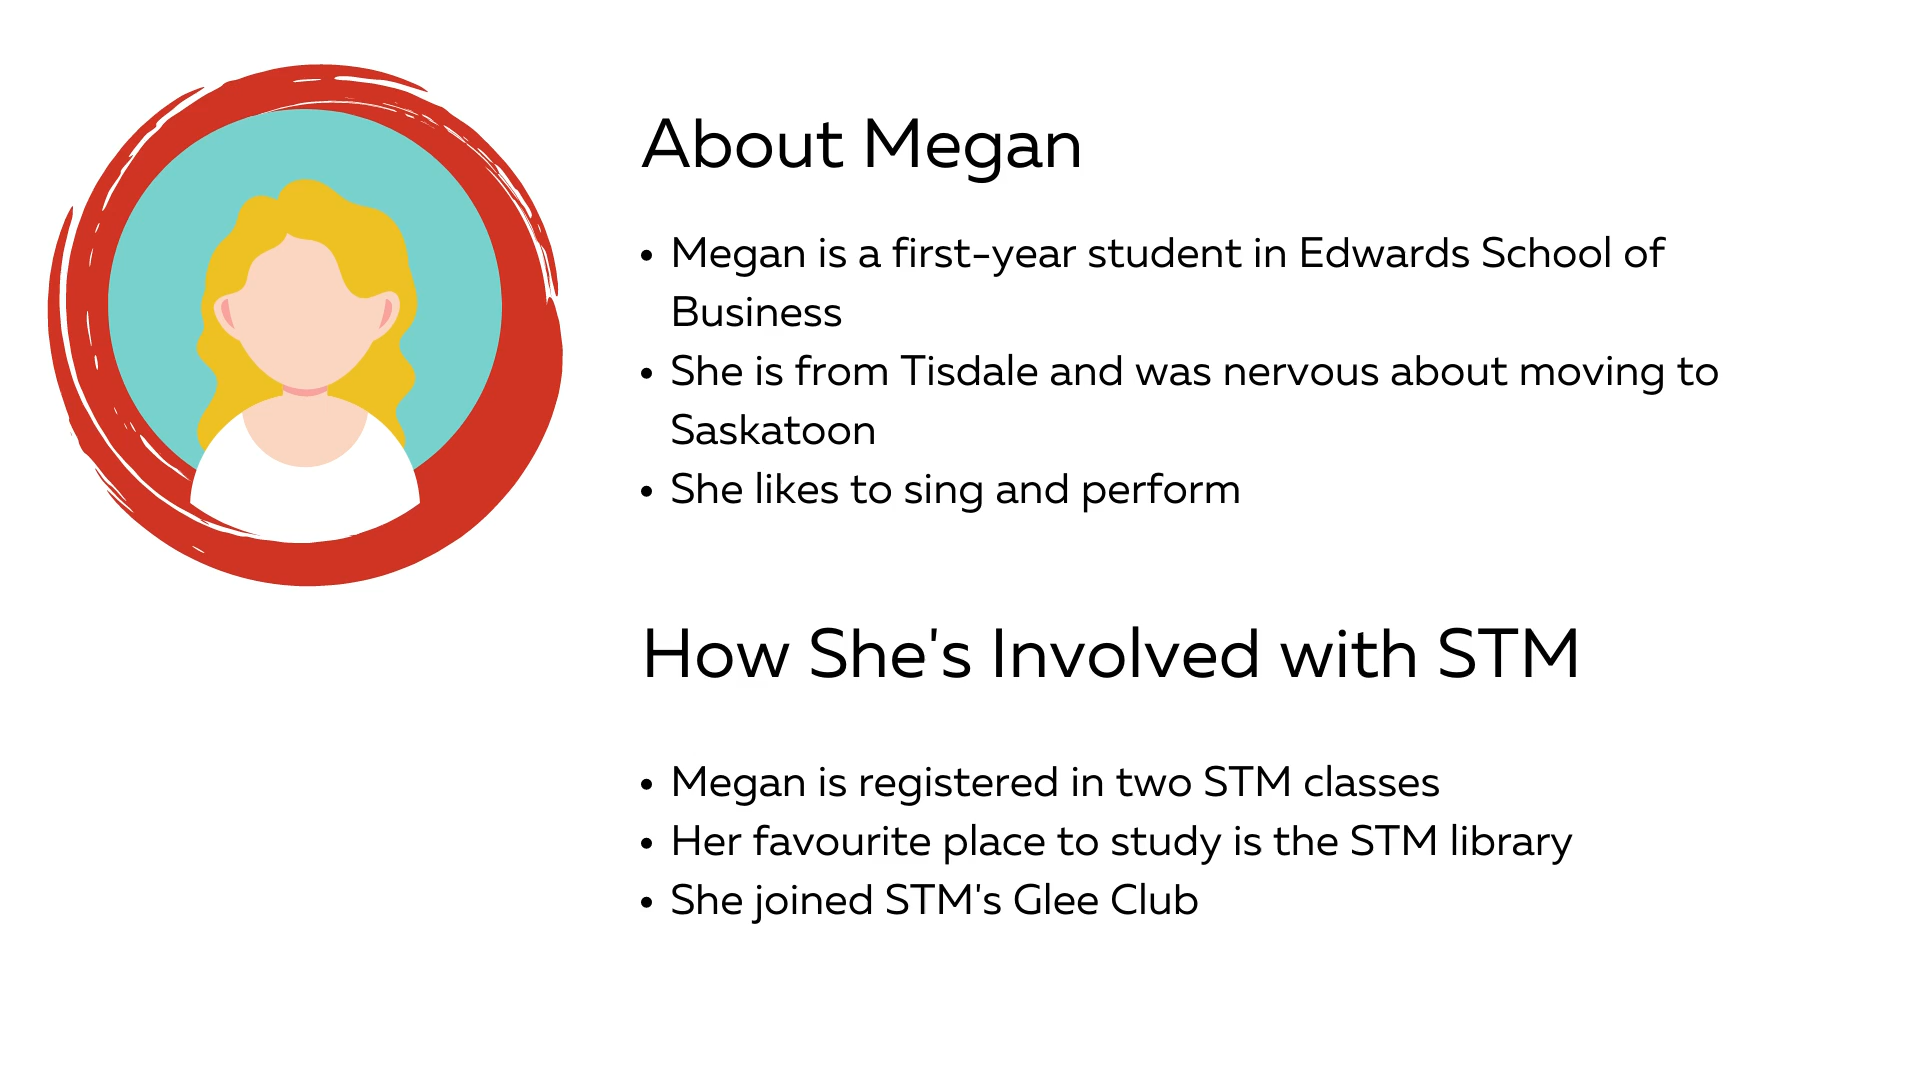 About Megan
• Megan is a first-year student in Edwards School of
Business
• She is from Tisdale and was nervous about moving to
Saskatoon
• She likes to sing and perform
How She's Involved with STM
• Megan is registered in two STM classes
• Her favourite place to study is the STM library
• She joined STM's Glee Club